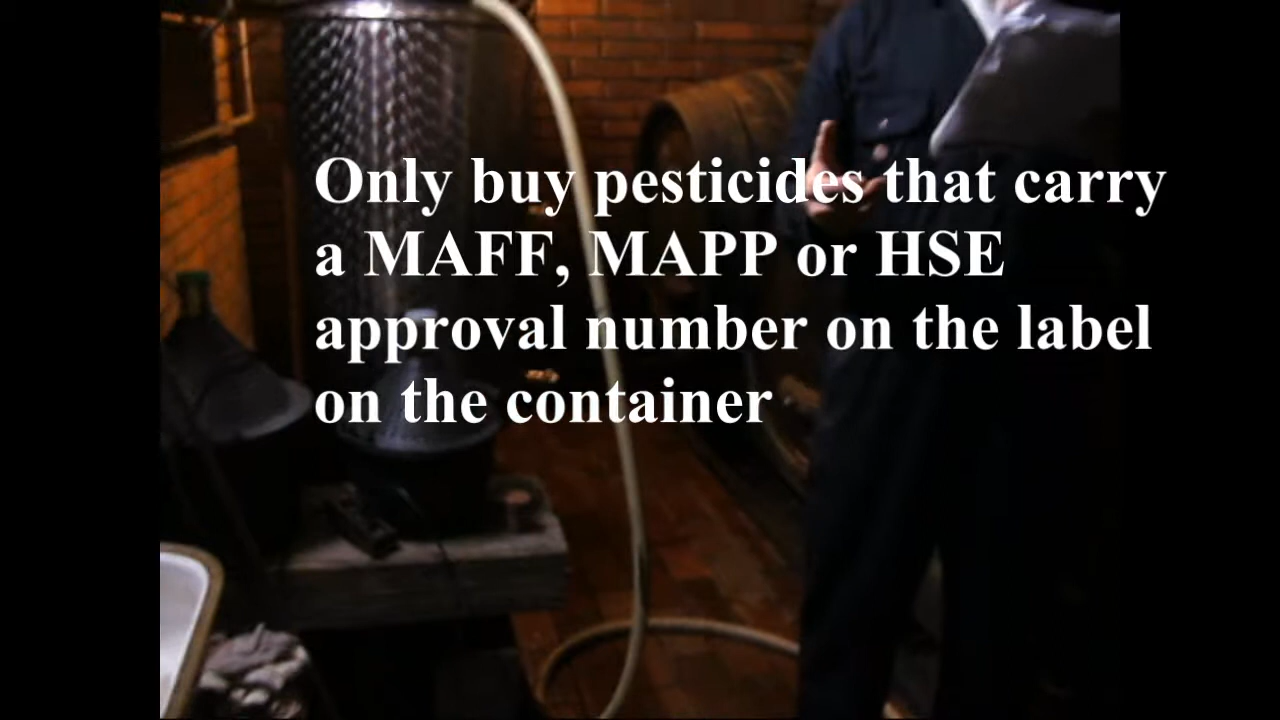 Only buy pesticides that carry
a MAFF, MAPP or HSE
approval number on the label
on the container